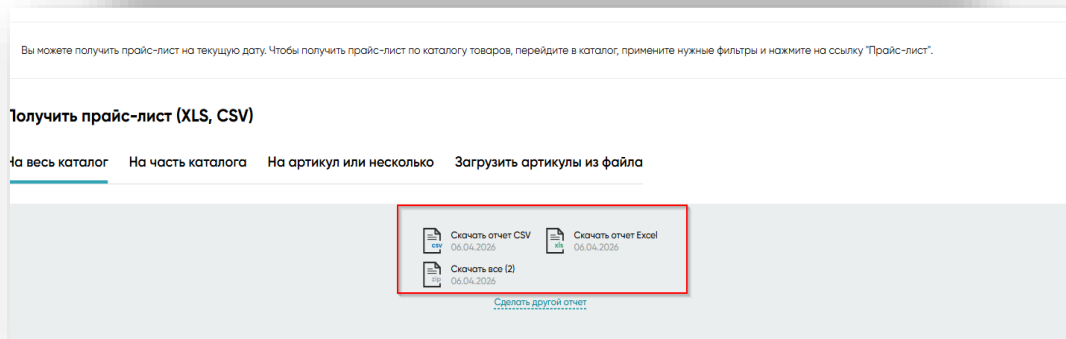 Вы можете получить прайс-лист на текущую дату. Чтобы получить прайс-лист по каталогу товаров, перейдите в каталог, примените нужные фильтры и нажмите на ссылку "Прайс-лист".
Получить прайс-лист (XLS, CSV)
На весь каталог На часть каталога На артикул или несколько Загрузить артикулы из файла
csv Скачать отчет CSV xls Скачать отчет Excel
06.04.2026 06.04.2026
zip Скачать все (2)
06.04.2026
Сделать другой отчет